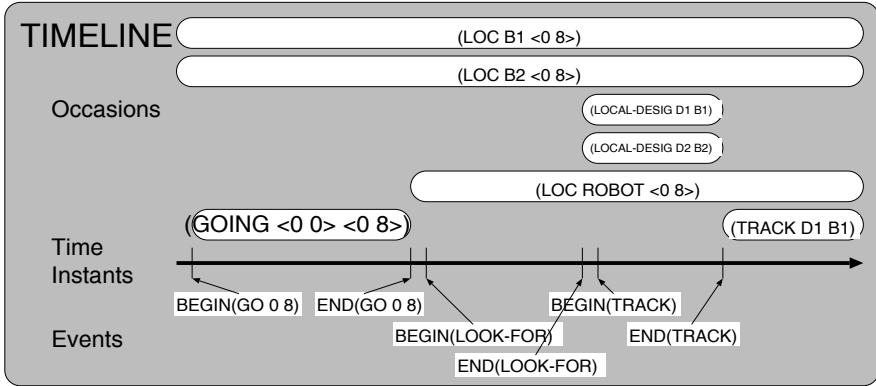 TIMELINE
(LOC B1 <0 8>)
(LOC B2 <0 8>)
Occasions
(LOCAL-DESIG D1 B1)
(LOCAL-DESIG D2 B2)
(LOC ROBOT <0 8>)
(GOING <0 0> <0 8>)
(TRACK D1 B1)
Time
Instants
BEGIN(GO 0 8)
END(GO 0 8)
BEGIN(TRACK)
Events
BEGIN(LOOK-FOR)
END(TRACK)
END(LOOK-FOR)